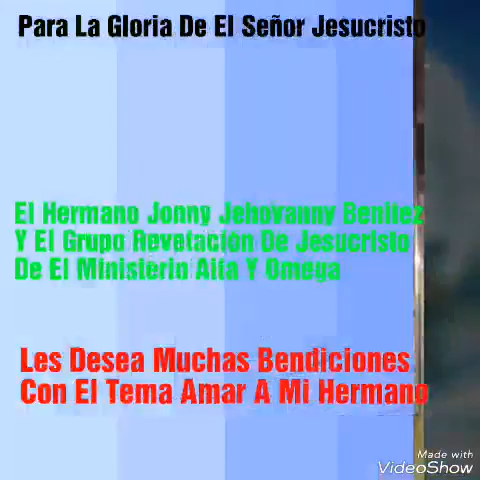 Para La Gloria De El Señor Jesucristo
El Hermano Jonny Jehovanny Benitez
Y El Grupo Revelación De Jesucristo
De El Ministerio Alfa Y Omega
Les Desea Muchas Bendiciones
Con El Tema Amar A Mi Hermano
Made with
VideoShow